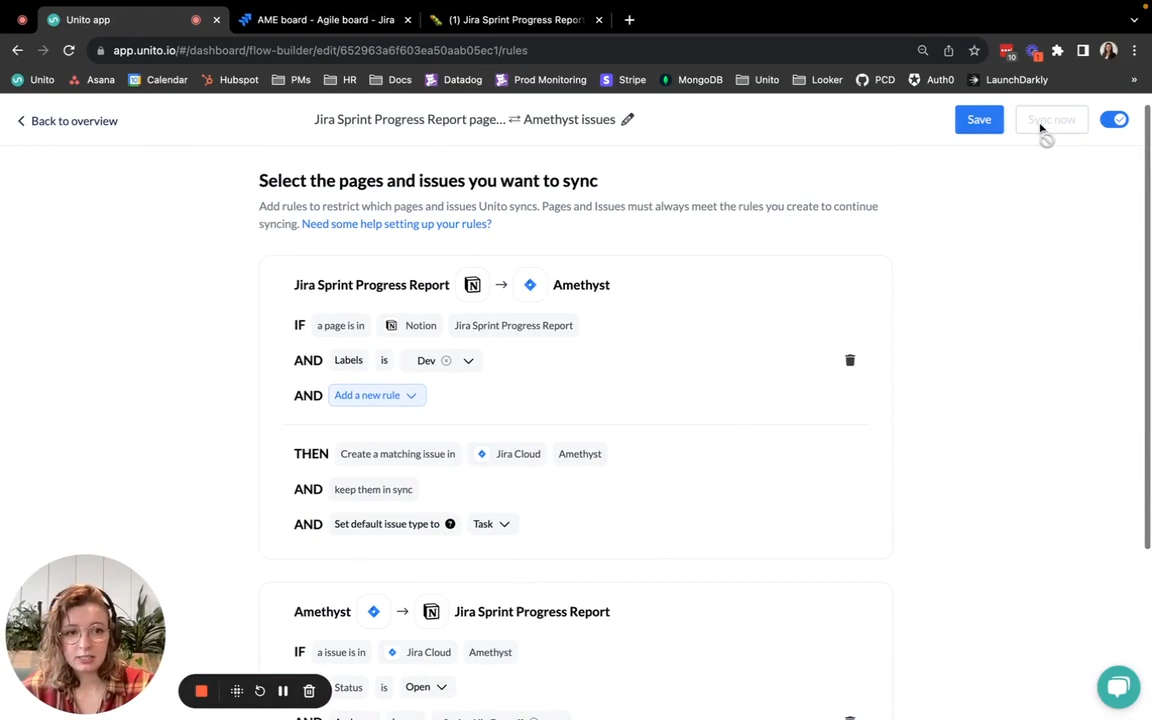 Unito app
AME board - Agile board - Jira
(1) Jira Sprint Progress Report
app.unito.io/#/dashboard/flow-builder/edit/652963a6f603ea50aab05ec1/rules
10
1
Unito
Asana
Calendar
Hubspot
PMs
HR
Docs
Datadog
Prod Monitoring
Stripe
MongoDB
Unito
Looker
PCD
Auth0
LaunchDarkly
»
Back to overview
Jira Sprint Progress Report page... ⇄ Amethyst issues
Save
Sync now
Select the pages and issues you want to sync
Add rules to restrict which pages and issues Unito syncs. Pages and Issues must always meet the rules you create to continue
syncing. Need some help setting up your rules?
Jira Sprint Progress Report → Amethyst
IF a page is in Notion Jira Sprint Progress Report
AND Labels is Dev
AND Add a new rule
THEN Create a matching issue in Jira Cloud Amethyst
AND keep them in sync
AND Set default issue type to Task
Amethyst → Jira Sprint Progress Report
IF a issue is in Jira Cloud Amethyst
Status is Open